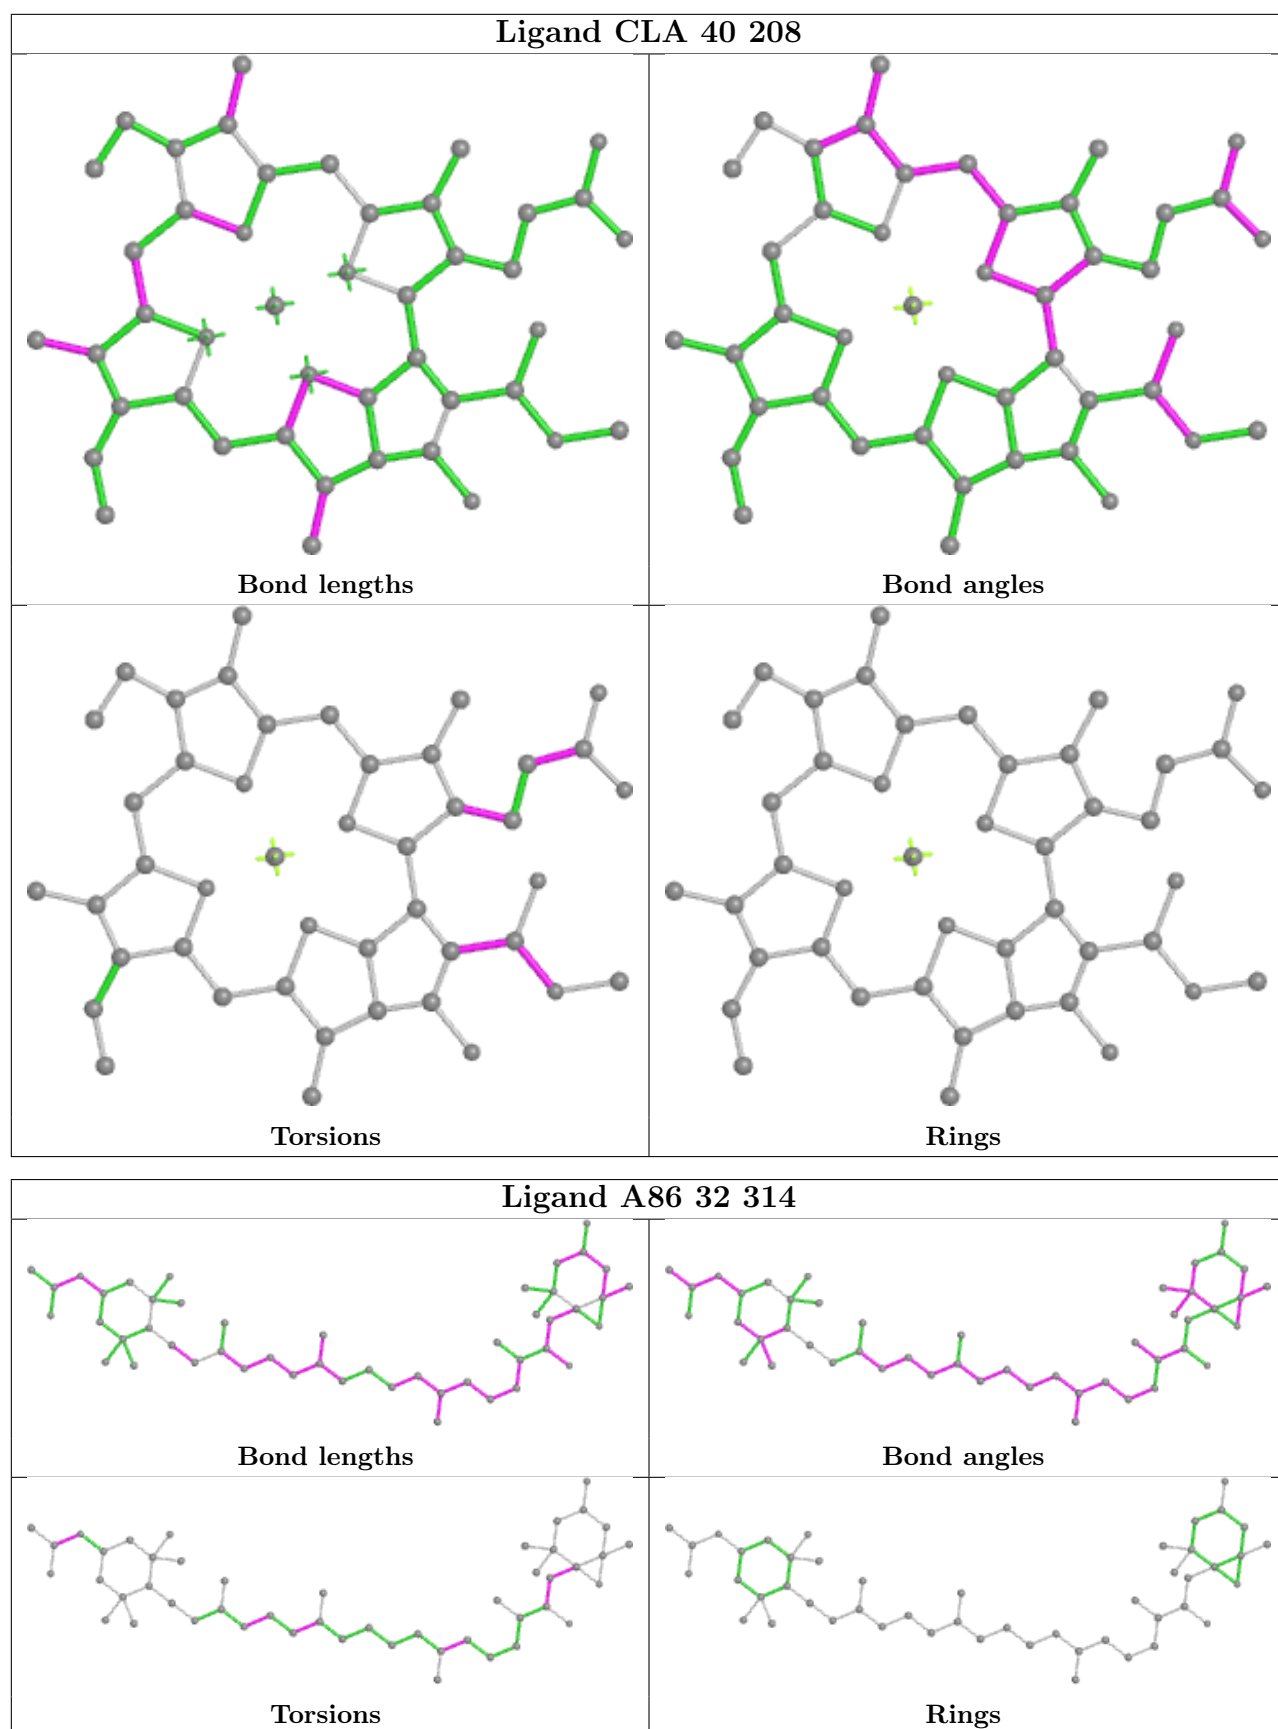 Ligand CLA 40 208
Bond lengths
Bond angles
Torsions
Rings
Ligand A86 32 314
Bond lengths
Bond angles
Torsions
Rings